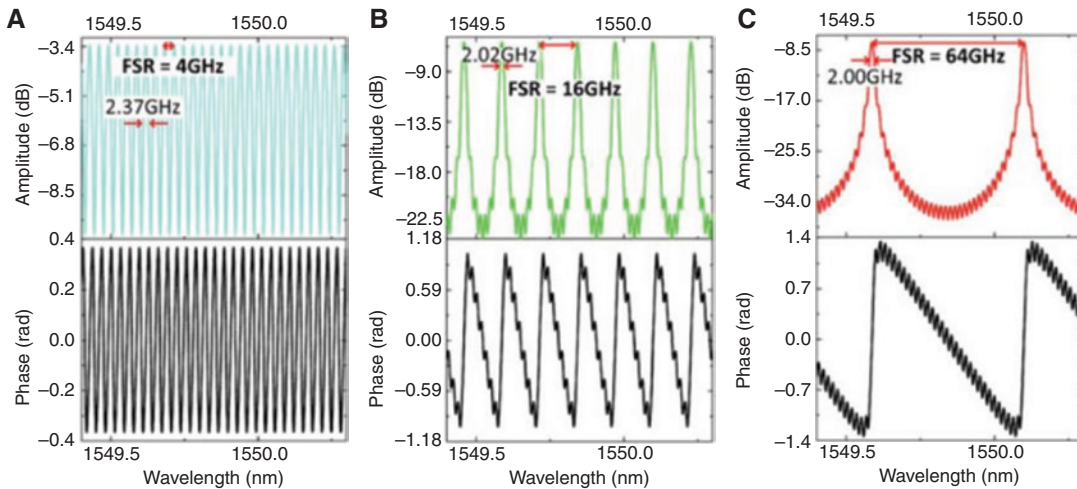 A
1549.5 1550.0
−3.4
−5.1
−6.8
−8.5
Amplitude (dB)
FSR = 4GHz
2.37GHz
0.4
0.2
0.0
−0.2
−0.4
Phase (rad)
1549.5 1550.0
Wavelength (nm)
B
1549.5 1550.0
−9.0
−13.5
−18.0
−22.5
Amplitude (dB)
2.02GHz
FSR = 16GHz
1.18
0.59
0.00
−0.59
−1.18
Phase (rad)
1549.5 1550.0
Wavelength (nm)
C
1549.5 1550.0
−8.5
−17.0
−25.5
−34.0
Amplitude (dB)
2.00GHz
FSR = 64GHz
1.4
0.7
0.0
−0.7
−1.4
Phase (rad)
1549.5 1550.0
Wavelength (nm)